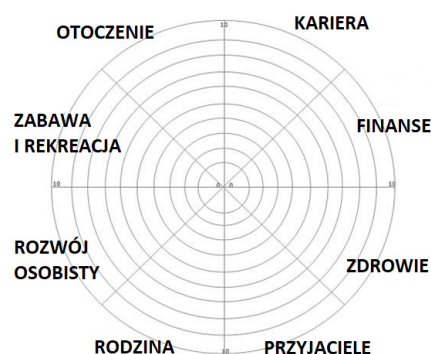 OTOCZENIE
KARIERA
10
ZABAWA
I REKREACJA
FINANSE
10
0 0
10
ROZWÓJ
OSOBISTY
ZDROWIE
RODZINA
10
PRZYJACIELE